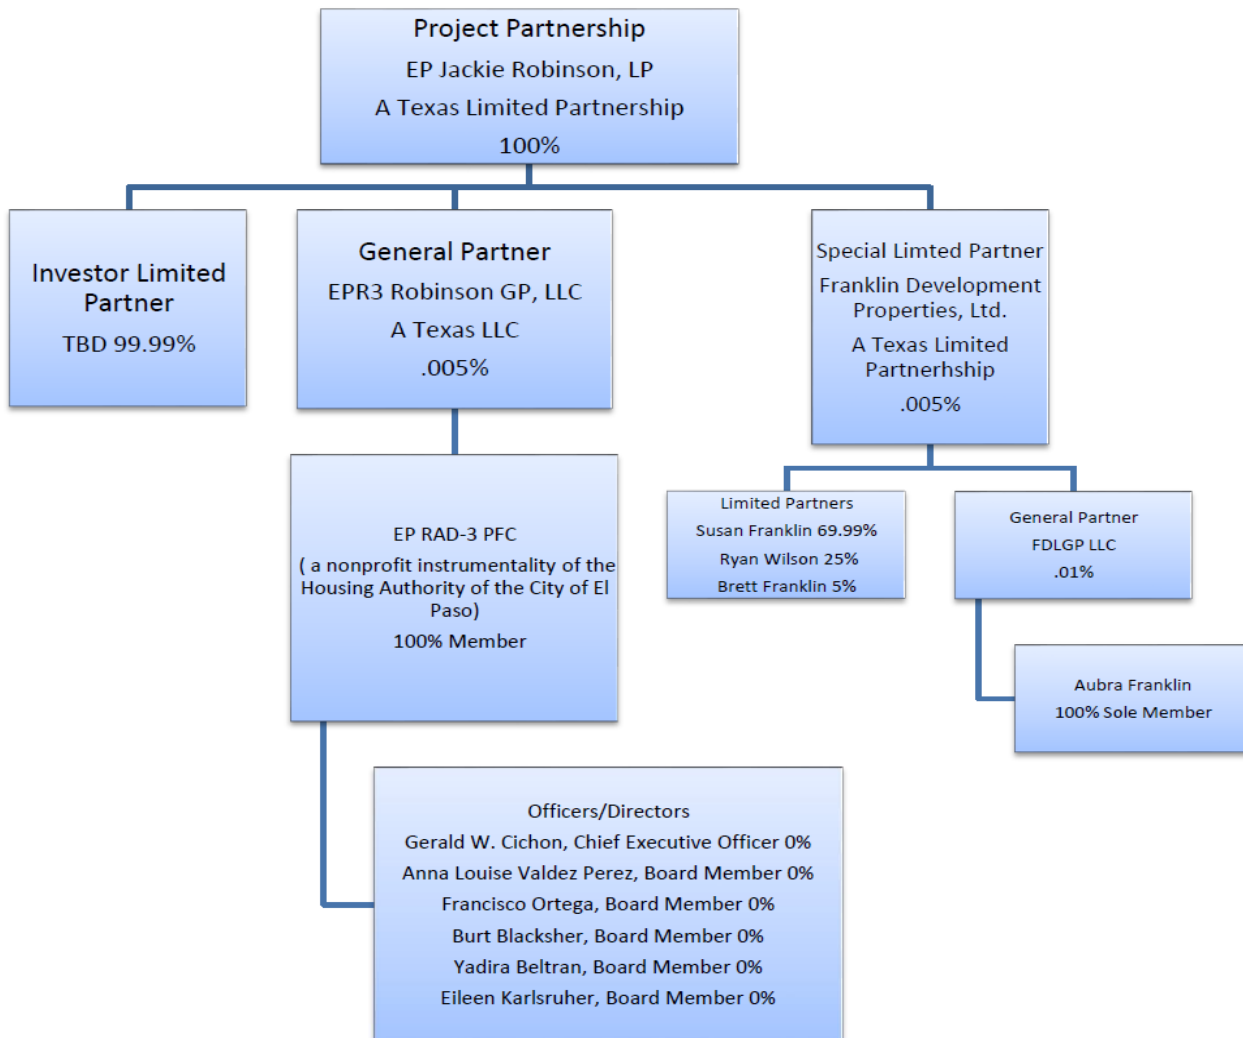 Project Partnership
EP Jackie Robinson, LP
A Texas Limited Partnership
100%
Investor Limited
Partner
TBD 99.99%
General Partner
EPR3 Robinson GP, LLC
A Texas LLC
.005%
Special Limted Partner
Franklin Development
Properties, Ltd.
A Texas Limited
Partnerhship
.005%
EP RAD-3 PFC
( a nonprofit instrumentality of the
Housing Authority of the City of El
Paso)
100% Member
Limited Partners
Susan Franklin 69.99%
Ryan Wilson 25%
Brett Franklin 5%
General Partner
FDLGP LLC
.01%
Aubra Franklin
100% Sole Member
Officers/Directors
Gerald W. Cichon, Chief Executive Officer 0%
Anna Louise Valdez Perez, Board Member 0%
Francisco Ortega, Board Member 0%
Burt Blacksher, Board Member 0%
Yadira Beltran, Board Member 0%
Eileen Karlsruher, Board Member 0%